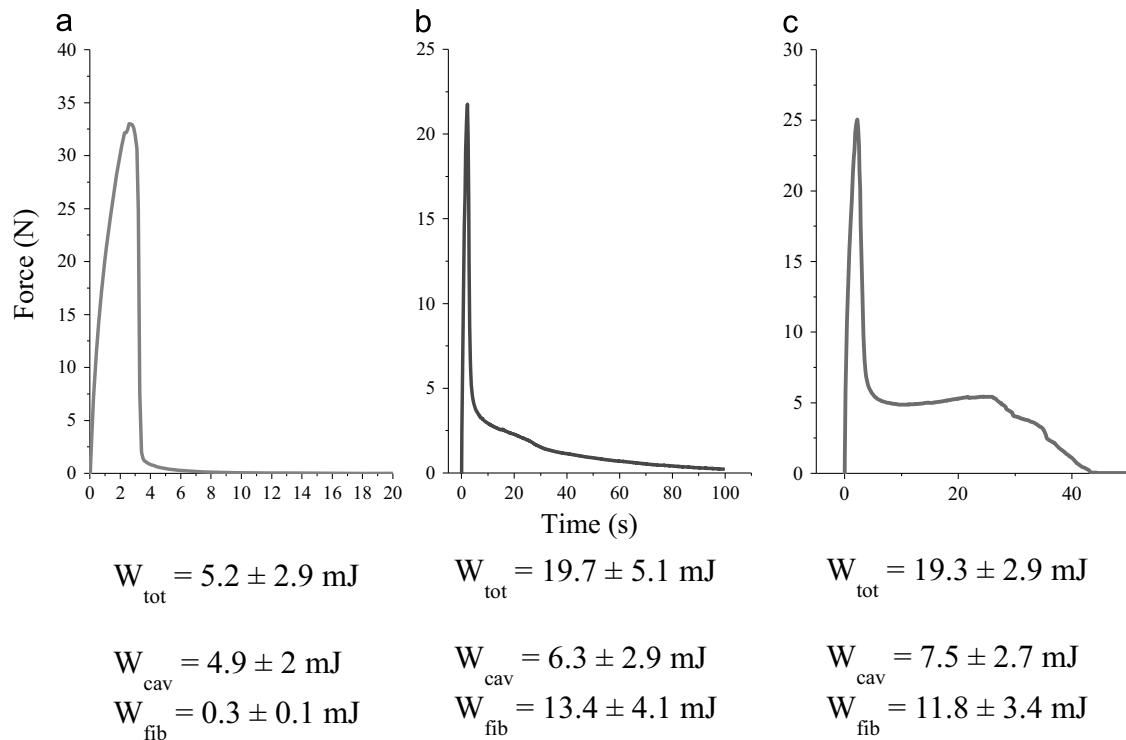 a
b
c
Force (N)
40
35
30
25
20
15
10
5
0
0 2 4 6 8 10 12 14 16 18 20
25
20
15
10
5
0
0 20 40 60 80 100
30
25
20
15
10
5
0
0 20 40
Time (s)
W_tot = 5.2 ± 2.9 mJ
W_tot = 19.7 ± 5.1 mJ
W_tot = 19.3 ± 2.9 mJ
W_cav = 4.9 ± 2 mJ
W_cav = 6.3 ± 2.9 mJ
W_cav = 7.5 ± 2.7 mJ
W_fib = 0.3 ± 0.1 mJ
W_fib = 13.4 ± 4.1 mJ
W_fib = 11.8 ± 3.4 mJ